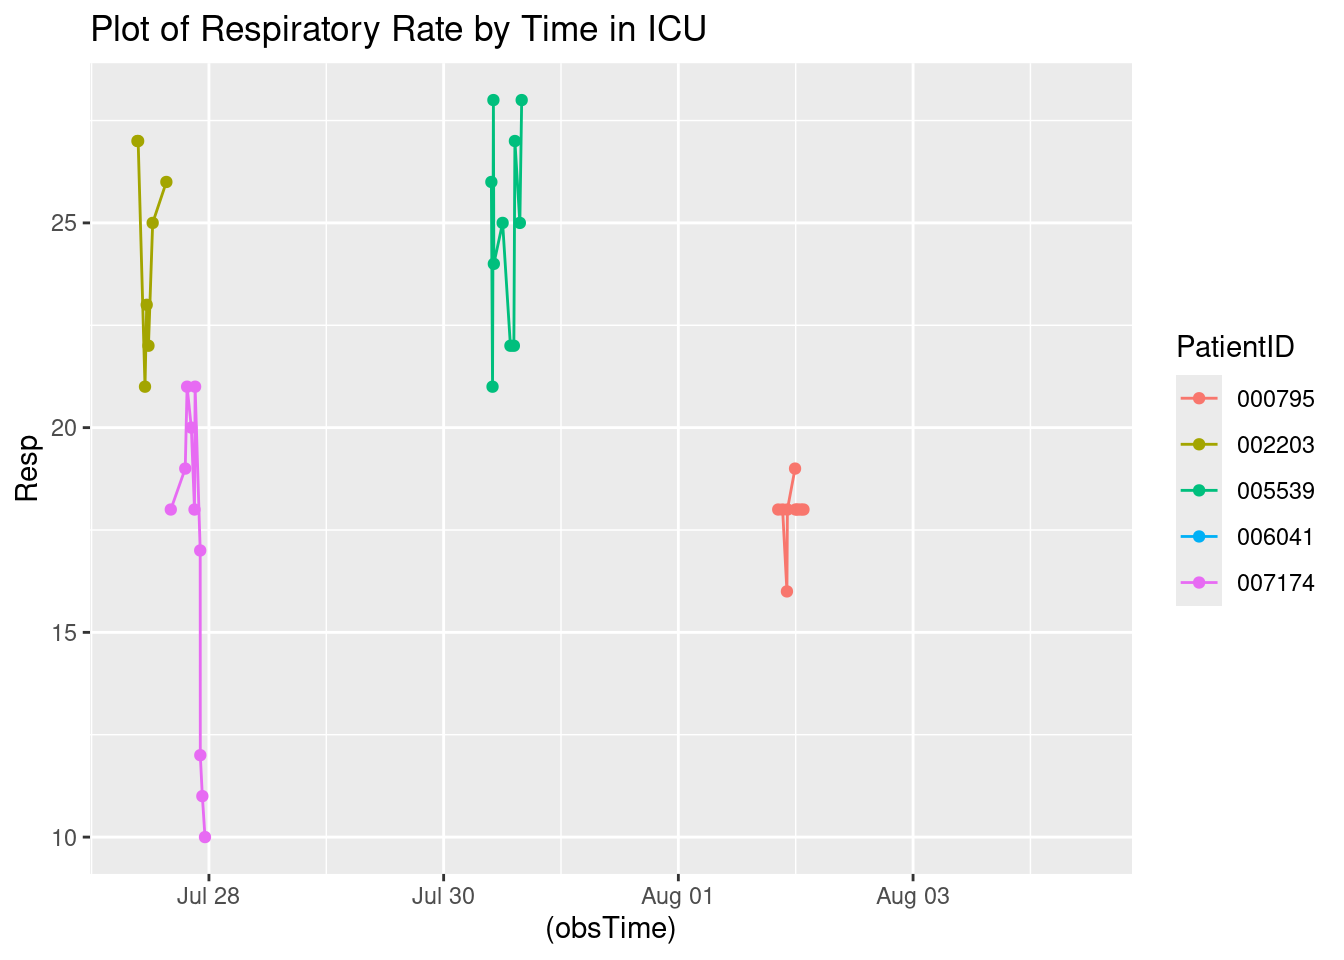 Plot of Respiratory Rate by Time in ICU
25
20
15
10
Resp
Jul 28
Jul 30
Aug 01
Aug 03
(obsTime)
PatientID
000795
002203
005539
006041
007174